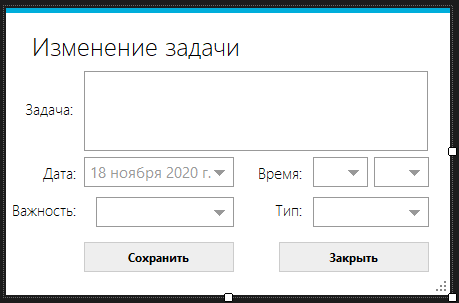 Изменение задачи
Задача:
Дата: 18 ноября 2020 г. Время:
Важность: Тип:
Сохранить Закрыть